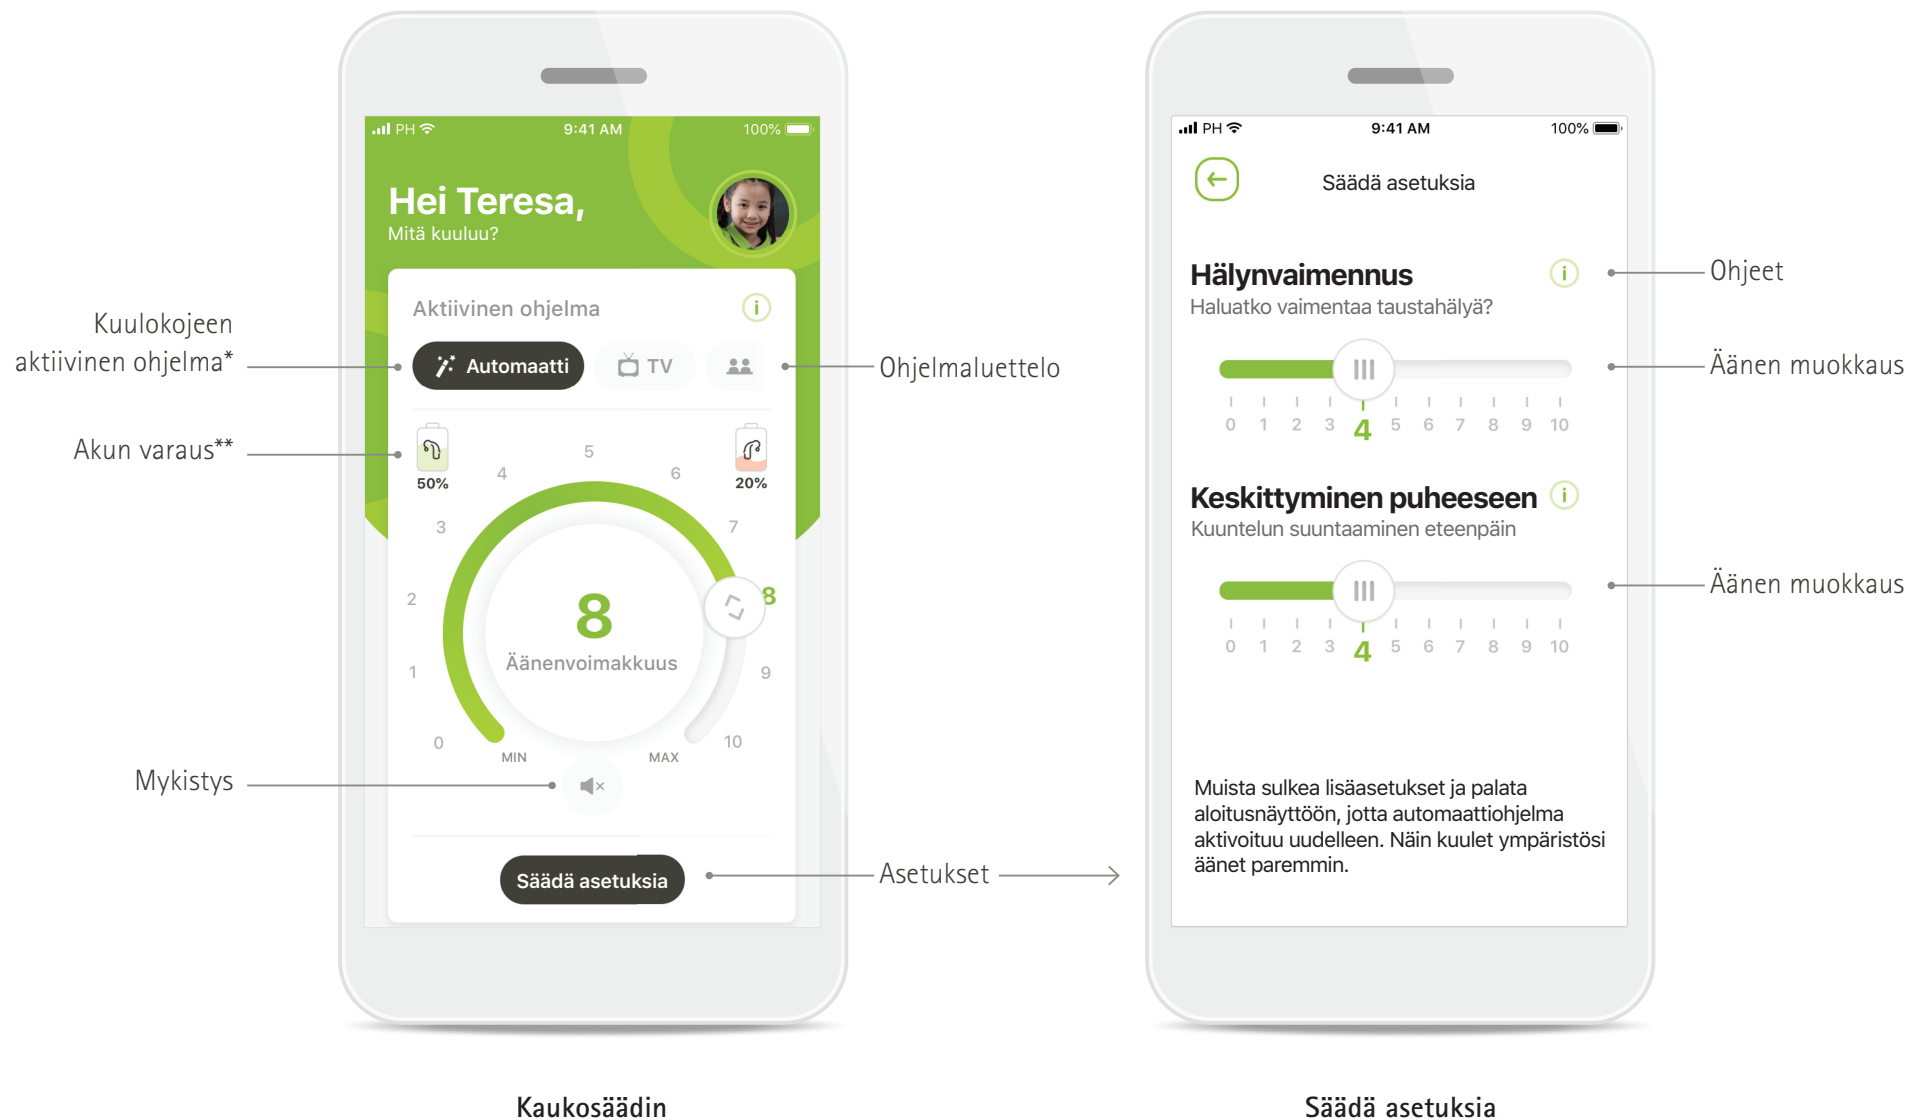 PH 9:41 AM 100%
Hei Teresa,
Mitä kuuluu?
Aktiivinen ohjelma
Automaatti TV
50%
20%
0
1
2
3
4
5
6
7
8
9
10
8
Äänenvoimakkuus
MIN MAX
Säädä asetuksia
Kuulokojeen
aktiivinen ohjelma*
Akun varaus**
Mykistys
Ohjelmaluettelo
Asetukset
Kaukosäädin
PH 9:41 AM 100%
Säädä asetuksia
Hälynvaimennus
Haluatko vaimentaa taustahälyä?
0 1 2 3 4 5 6 7 8 9 10
Keskittyminen puheeseen
Kuuntelun suuntaaminen eteenpäin
0 1 2 3 4 5 6 7 8 9 10
Muista sulkea lisäasetukset ja palata
aloitusnäyttöön, jotta automaattiohjelma
aktivoituu uudelleen. Näin kuulet ympäristösi
äänet paremmin.
Ohjeet
Äänen muokkaus
Äänen muokkaus
Säädä asetuksia